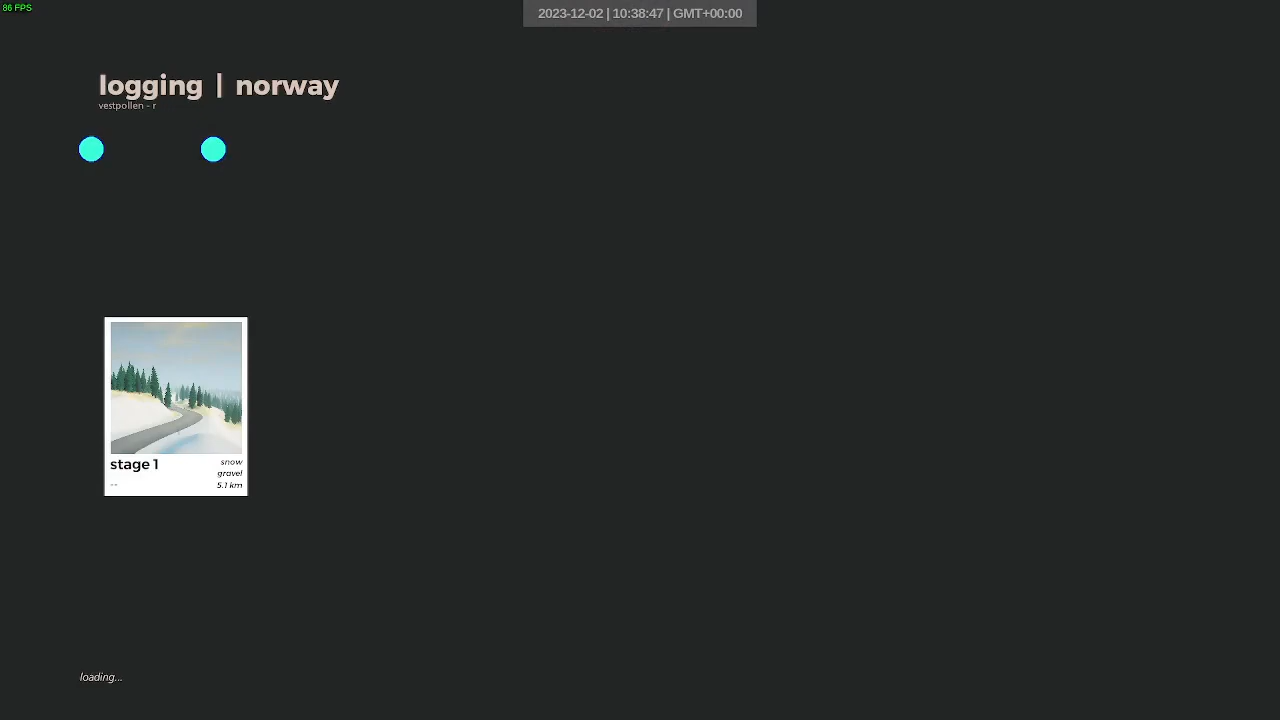 86 FPS
2023-12-02 | 10:38:47 | GMT+00:00
logging | norway
vestpollen - r
stage 1
snow
gravel
--
5.1 km
loading...